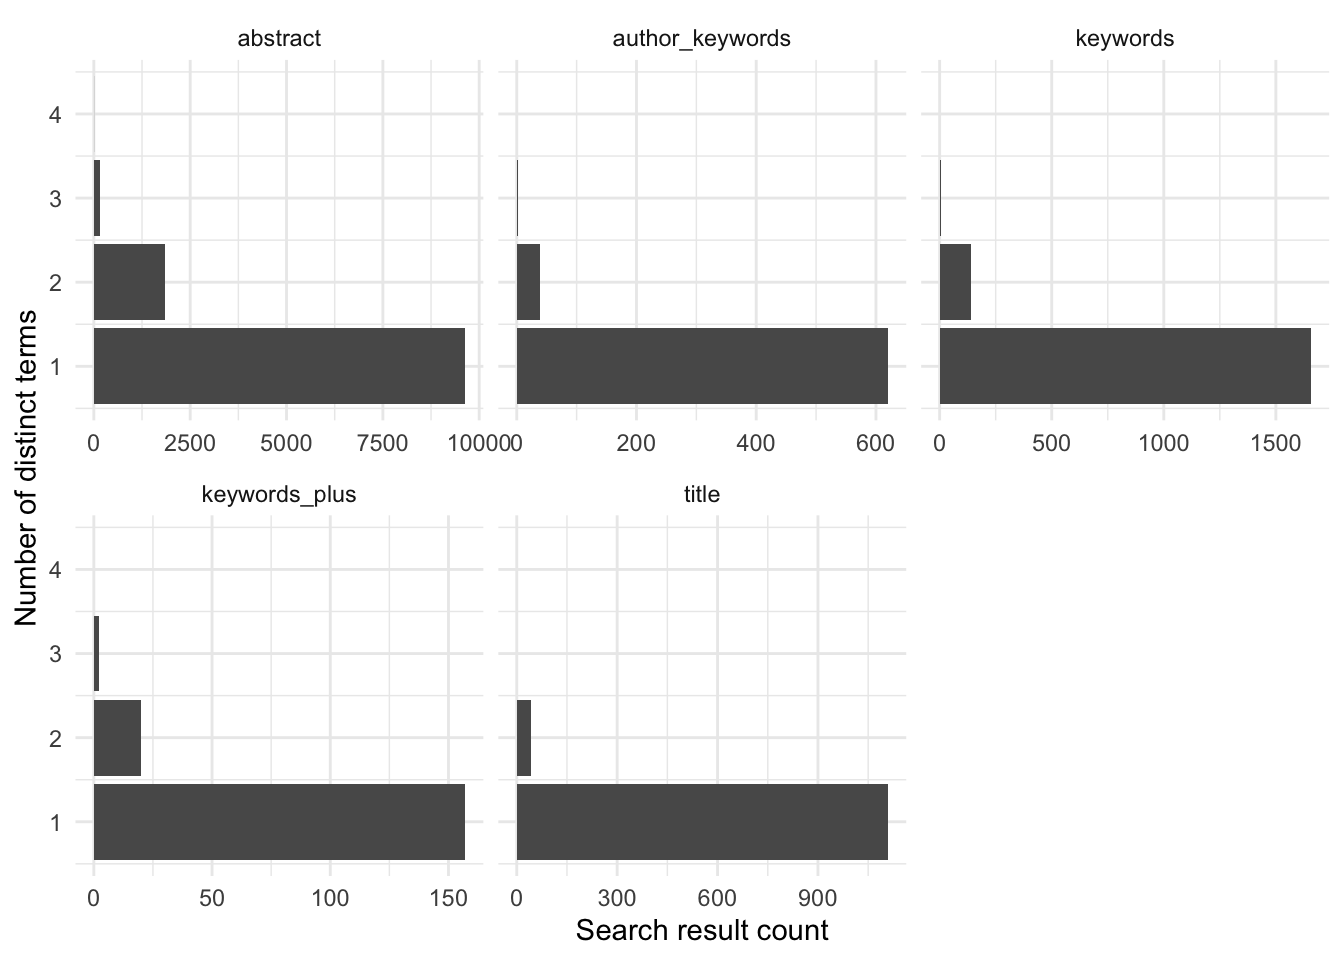 abstract author_keywords keywords
4
3
2
1
0 2500 5000 7500 10000 0 200 400 600 0 500 1000 1500
Number of distinct terms
keywords_plus title
4
3
2
1
0 50 100 150 0 300 600 900
Search result count